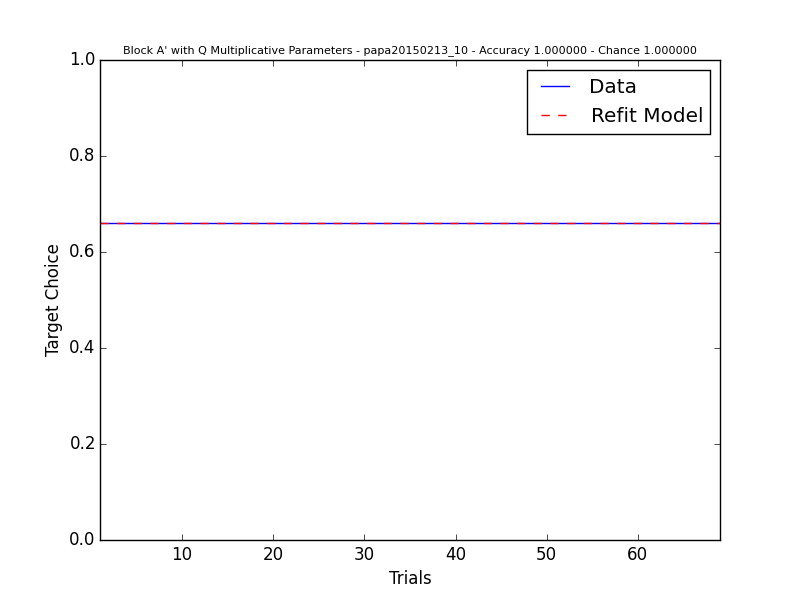 Block A' with Q Multiplicative Parameters - papa20150213_10 - Accuracy 1.000000 - Chance 1.000000
1.0
Data
Refit Model
0.8
0.6
Target Choice
0.4
0.2
0.0
10 20 30 40 50 60
Trials